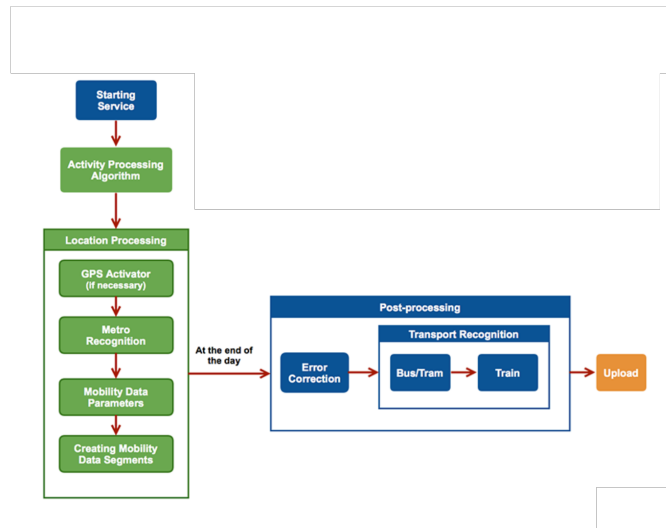 Starting
Service
Activity Processing
Algorithm
Location Processing
GPS Activator
(if necessary)
Metro
Recognition
Mobility Data
Parameters
Creating Mobility
Data Segments
At the end of
the day
Post-processing
Error
Correction
Transport Recognition
Bus/Tram
Train
Upload